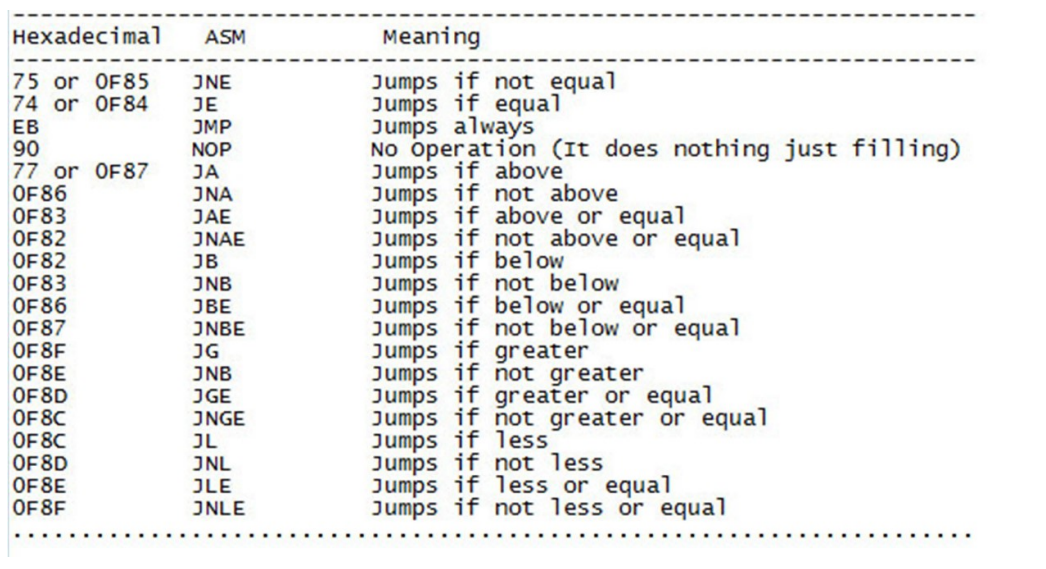 ----------------------------------------------------------------------
Hexadecimal ASM Meaning
----------------------------------------------------------------------
75 or 0F85 JNE Jumps if not equal
74 or 0F84 JE Jumps if equal
EB JMP Jumps always
90 NOP No Operation (It does nothing just filling)
77 or 0F87 JA Jumps if above
0F86 JNA Jumps if not above
0F83 JAE Jumps if above or equal
0F82 JNAE Jumps if not above or equal
0F82 JB Jumps if below
0F83 JNB Jumps if not below
0F86 JBE Jumps if below or equal
0F87 JNBE Jumps if not below or equal
0F8F JG Jumps if greater
0F8E JNB Jumps if not greater
0F8D JGE Jumps if greater or equal
0F8C JNGE Jumps if not greater or equal
0F8C JL Jumps if less
0F8D JNL Jumps if not less
0F8E JLE Jumps if less or equal
0F8F JNLE Jumps if not less or equal
......................................................................